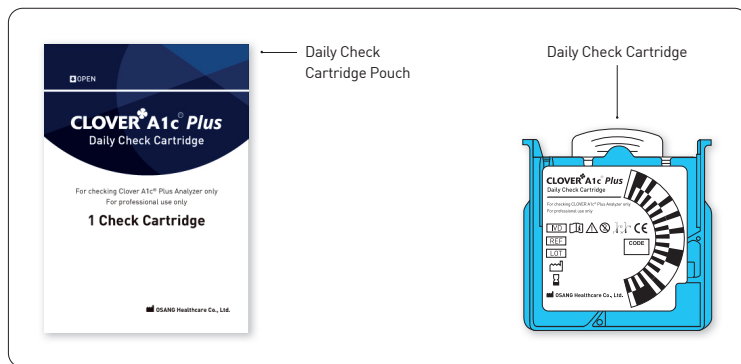 Daily Check
Cartridge Pouch
Daily Check Cartridge
OPEN
CLOVER A1c® Plus
Daily Check Cartridge
For checking Clover A1c® Plus Analyzer only
For professional use only
1 Check Cartridge
OSANG Healthcare Co., Ltd.
CLOVER A1c® Plus
Daily Check Cartridge
For checking CLOVER A1c® Plus Analyzer only
For professional use only
IVD
CE
REF
CODE
LOT
OSANG Healthcare Co., Ltd.